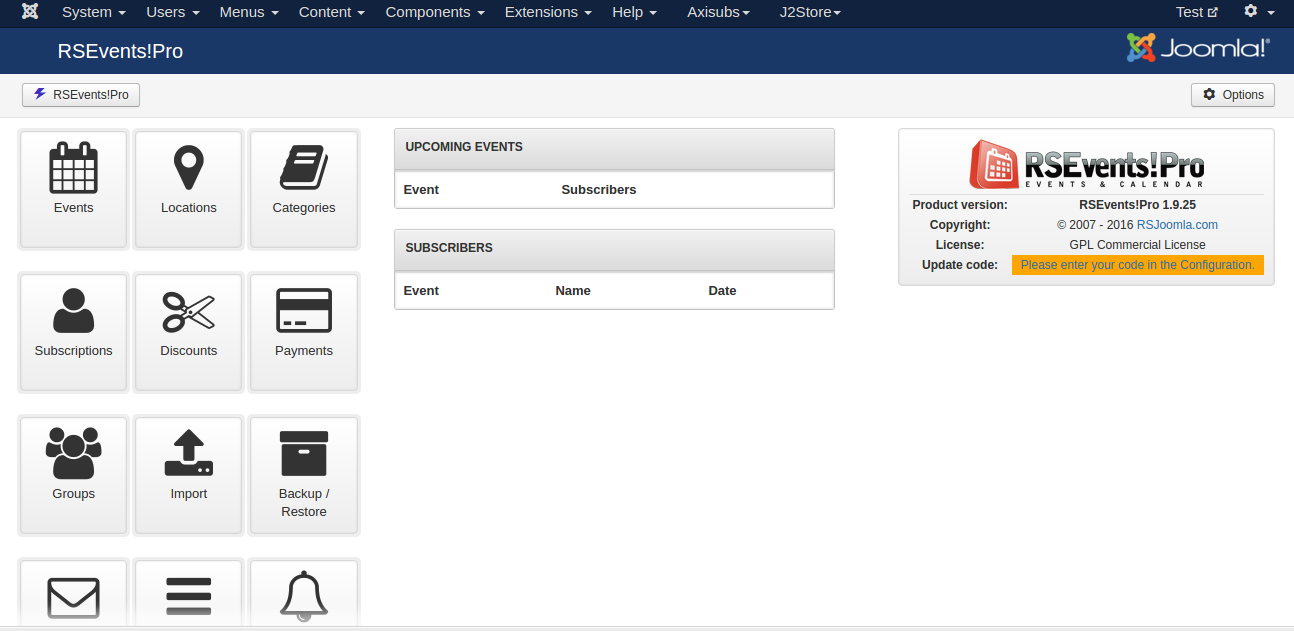 System Users Menus Content Components Extensions Help Axisubs J2Store Test
RSEvents!Pro
Joomla!®
RSEvents!Pro
Options
Events
Locations
Categories
Subscriptions
Discounts
Payments
Groups
Import
Backup /
Restore
UPCOMING EVENTS
Event Subscribers
SUBSCRIBERS
Event Name Date
RSEvents!Pro
EVENTS & CALENDAR
Product version: RSEvents!Pro 1.9.25
Copyright: © 2007 - 2016 RSJoomla.com
License: GPL Commercial License
Update code: Please enter your code in the Configuration.